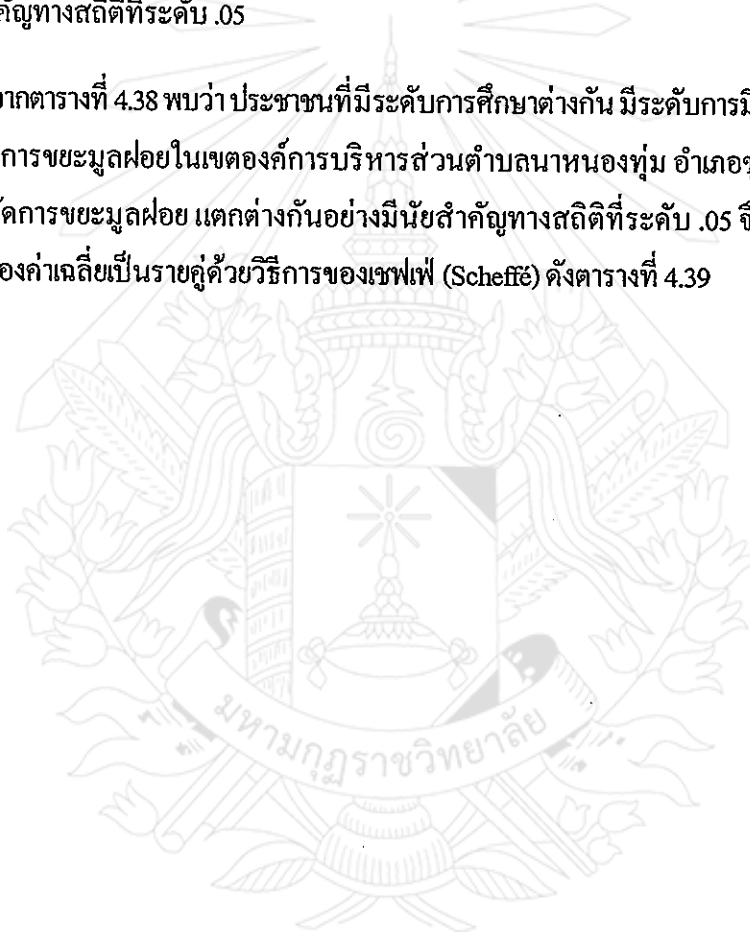 คัญทางสถิติที่ระดับ .05
ากตารางที่ 4.38 พบว่า ประชาชนที่มีระดับการศึกษาต่างกัน มีระดับการมี
การขยะมูลฝอยในเขตองค์การบริหารส่วนตำบลนาหนองทุ่ม อำเภอ
ัดการขยะมูลฝอย แตกต่างกันอย่างมีนัยสำคัญทางสถิติที่ระดับ .05 จึ
องค่าเฉลี่ยเป็นรายคู่ด้วยวิธีการของเชฟเฟ่ (Scheffé) ดังตารางที่ 4.39
มหามกุฏราชวิทยาลัย